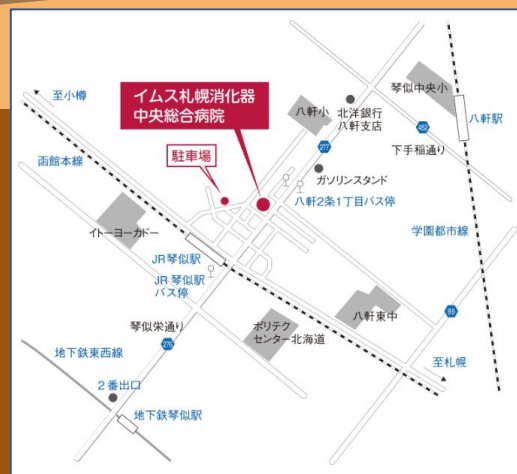 至小樽
イムス札幌消化器
中央総合病院
八軒小
北洋銀行
八軒支店
琴似中央小
八軒駅
452
下手稲通り
函館本線
駐車場
277
ガソリンスタンド
八軒2条1丁目バス停
イトーヨーカドー
学園都市線
JR琴似駅
JR琴似駅
バス停
八軒東中
89
琴似栄通り
ポリテク
センター北海道
276
至札幌
地下鉄東西線
2番出口
地下鉄琴似駅